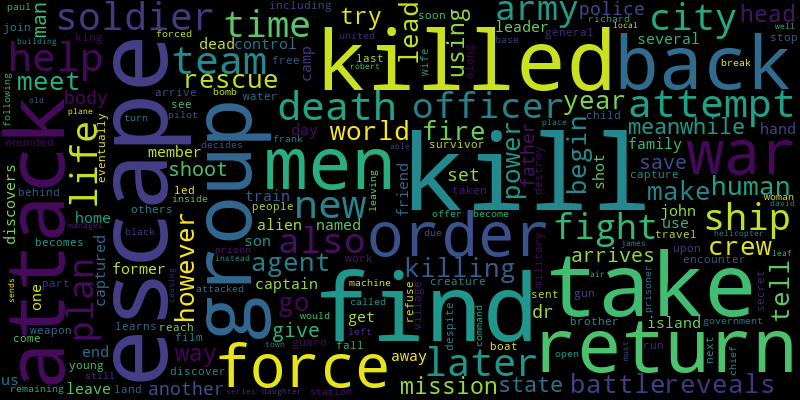 paul
including
join
man
soldier
time
try
lead
using
army
soon
leader
police
richard
local
city
head
king
building
forced
dead
control
united
base
general
several
well
stop
help
team
rescue
free
camp
last
robert
wife
along
killed
back
break
meet
body
arrive
see
bomb
water
death
officer
year
attempt
following
old
plane
turn
pilot
decides
frank
day
world
fire
able
survivor
place
child
meanwhile
hand
attack
wounded
life
eventually
escape
member
shoot
group
men
kill
power
father
destroy
begin
shot
family
save
capture
war
discovers
behind
led
inside
train
people
leaving
friend
set
taken
make
human
woman
david
home
others
however
alien
son
named
new
offer
become
john
use
travel
ship
becomes
black
manages
prison
instead
also
work
due
order
military
helicopter
james
leaf
fight
upon
encounter
crew
captured
former
agent
captain
killing
arrives
sends
one
part
plan
learns
reach
attacked
creature
machine
go
find
refuge
village
air
gun
prisoner
secret
tell
weapon
causing
film
give
would
called
get
left
despite
command
sent
dr
brother
island
government
take
come
end
young
way
discover
town
guard
fall
away
boat
later
open
must
run
next
chief
return
us
remaining
still
leave
land
another
force
series
daughter
station
mission
state
battle
reveals